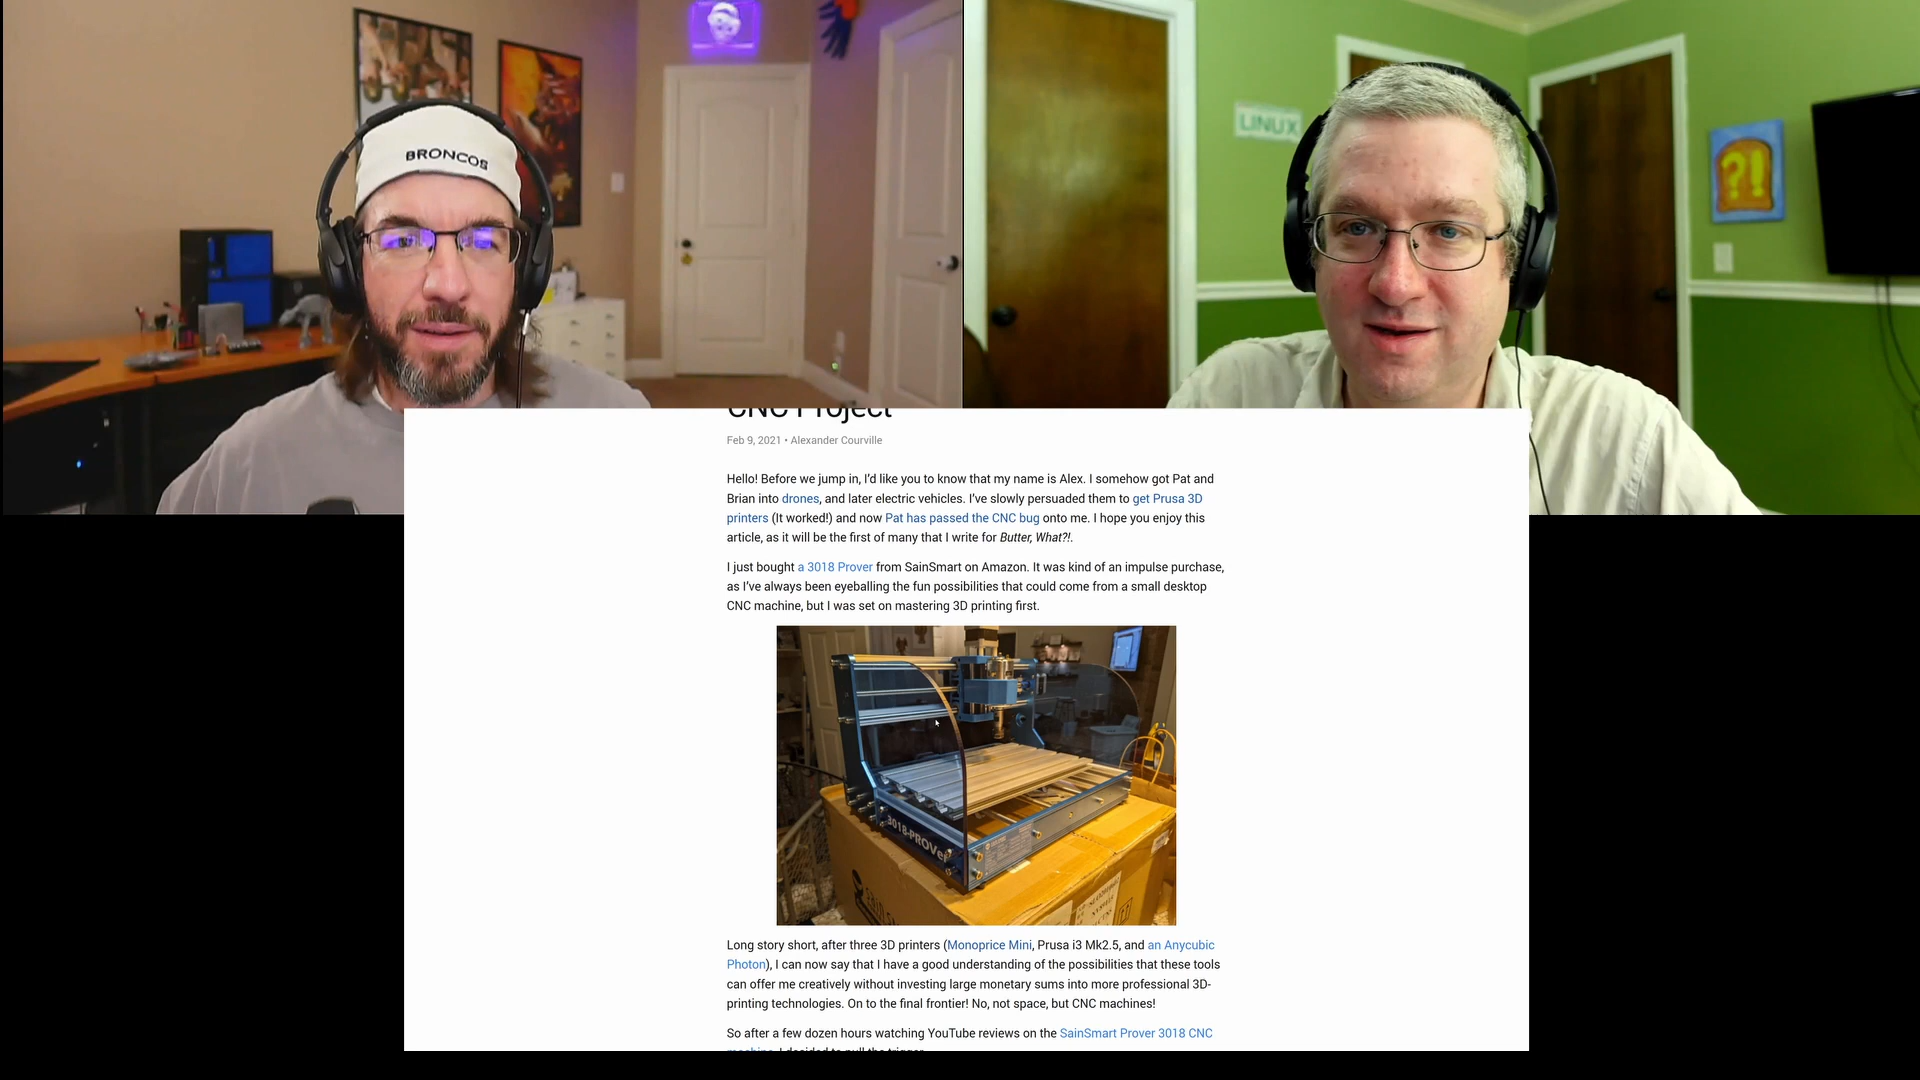 BRONCOS
LINUX
?!
CNC Project
Feb 9, 2021 • Alexander Courville
Hello! Before we jump in, I'd like you to know that my name is Alex. I somehow got Pat and
Brian into drones, and later electric vehicles. I've slowly persuaded them to get Prusa 3D
printers (It worked!) and now Pat has passed the CNC bug onto me. I hope you enjoy this
article, as it will be the first of many that I write for Butter, What?!.
I just bought a 3018 Prover from SainSmart on Amazon. It was kind of an impulse purchase,
as I've always been eyeballing the fun possibilities that could come from a small desktop
CNC machine, but I was set on mastering 3D printing first.
3018-PROVer
Long story short, after three 3D printers (Monoprice Mini, Prusa i3 Mk2.5, and an Anycubic
Photon), I can now say that I have a good understanding of the possibilities that these tools
can offer me creatively without investing large monetary sums into more professional 3D-
printing technologies. On to the final frontier! No, not space, but CNC machines!
So after a few dozen hours watching YouTube reviews on the SainSmart Prover 3018 CNC
machine, I decided to pull the trigger.